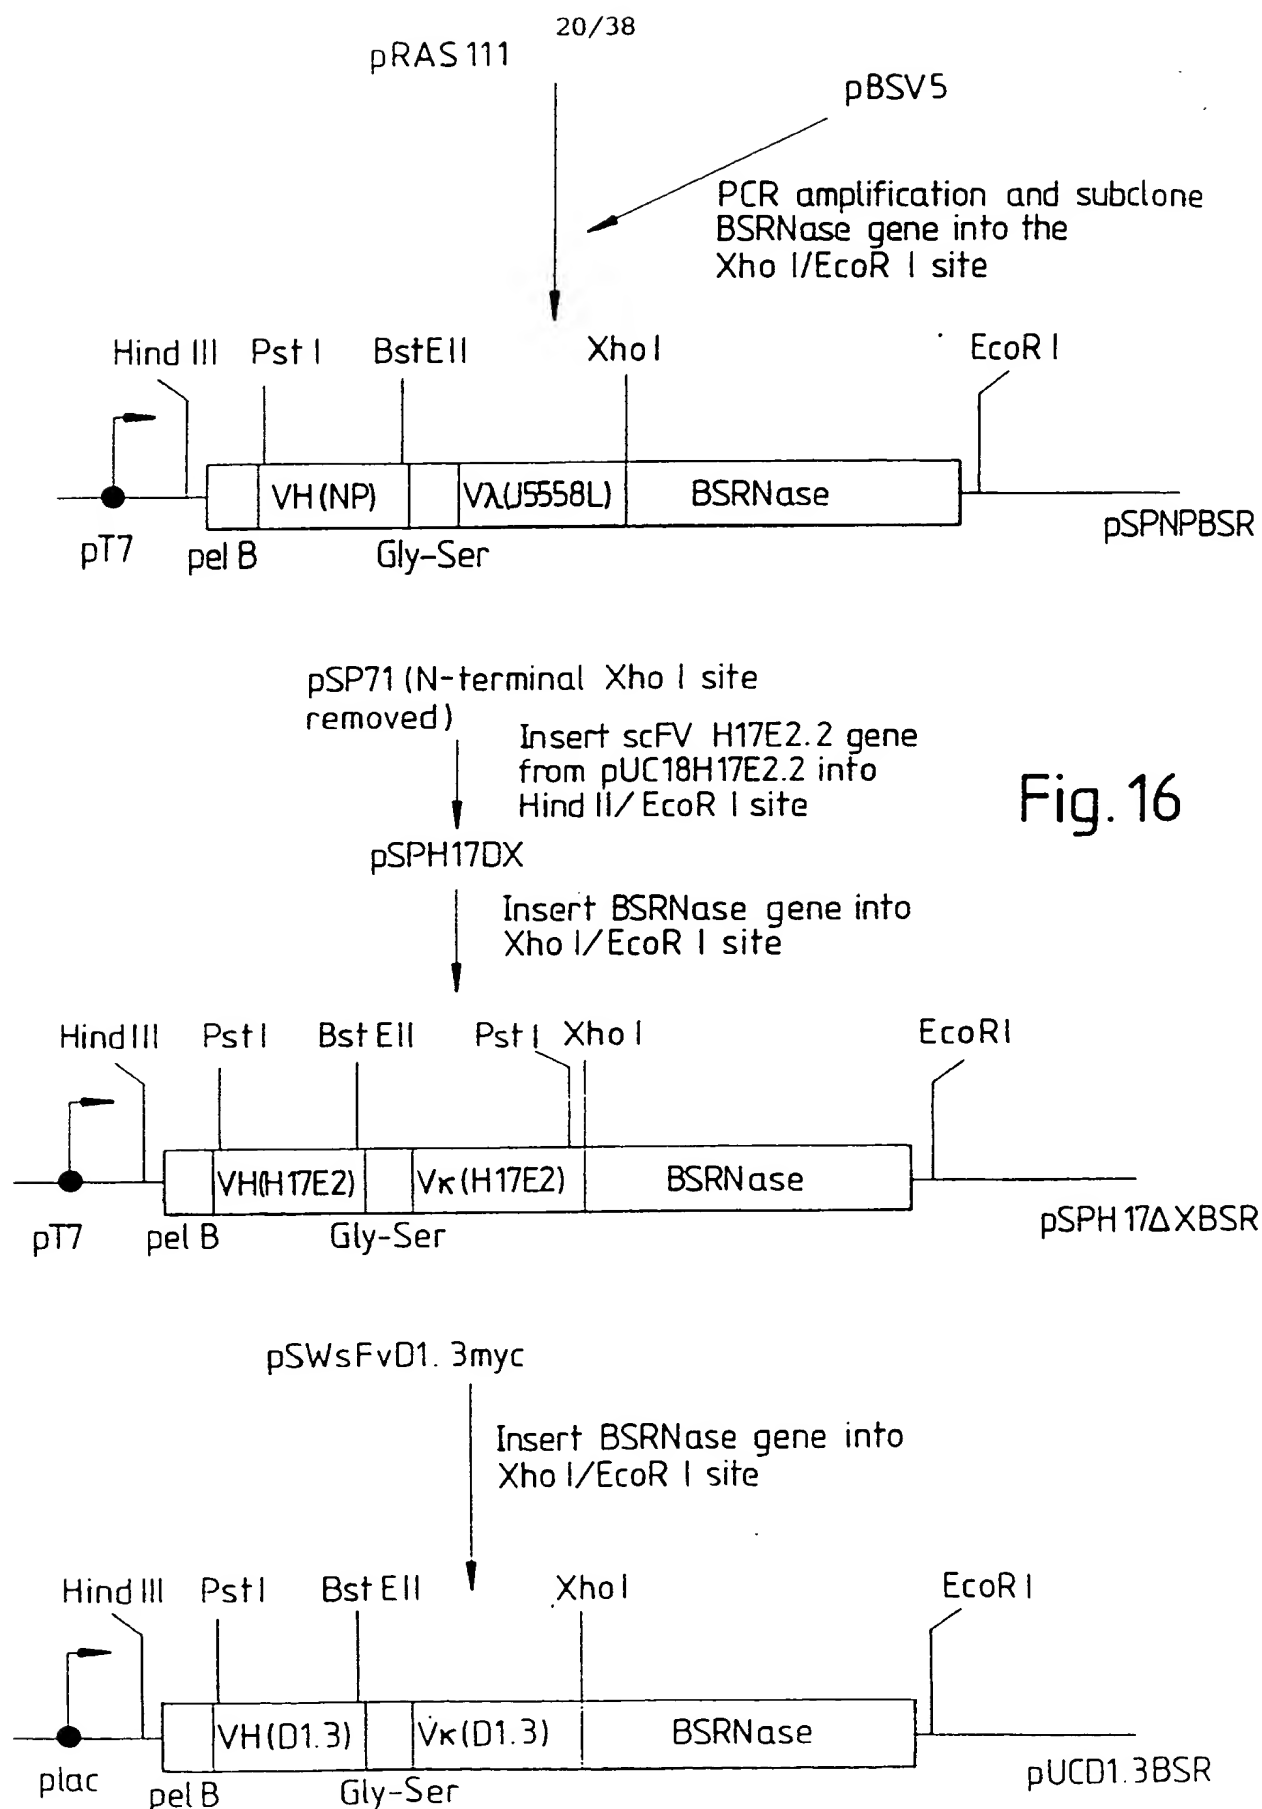 20/38
pRAS 111
pBSV5
PCR amplification and subclone
BSRNase gene into the
Xho I/EcoR I site
Hind III Pst I BstEII Xho I EcoR I
VH(NP) Vλ(J558L) BSRNase
pT7 pel B Gly-Ser pSPNPBSR
pSP71 (N-terminal Xho I site
removed)
Insert scFV H17E2.2 gene
from pUC18H17E2.2 into
Hind II/EcoR I site
Fig. 16
pSPH17DX
Insert BSRNase gene into
Xho I/EcoR I site
Hind III Pst I Bst EII Pst I Xho I EcoR I
VH(H17E2) Vκ(H17E2) BSRNase
pT7 pel B Gly-Ser pSPH17ΔXBSR
pSWsFvD1.3myc
Insert BSRNase gene into
Xho I/EcoR I site
Hind III Pst I Bst EII Xho I EcoR I
VH(D1.3) Vκ(D1.3) BSRNase
plac pel B Gly-Ser pUCD1.3BSR